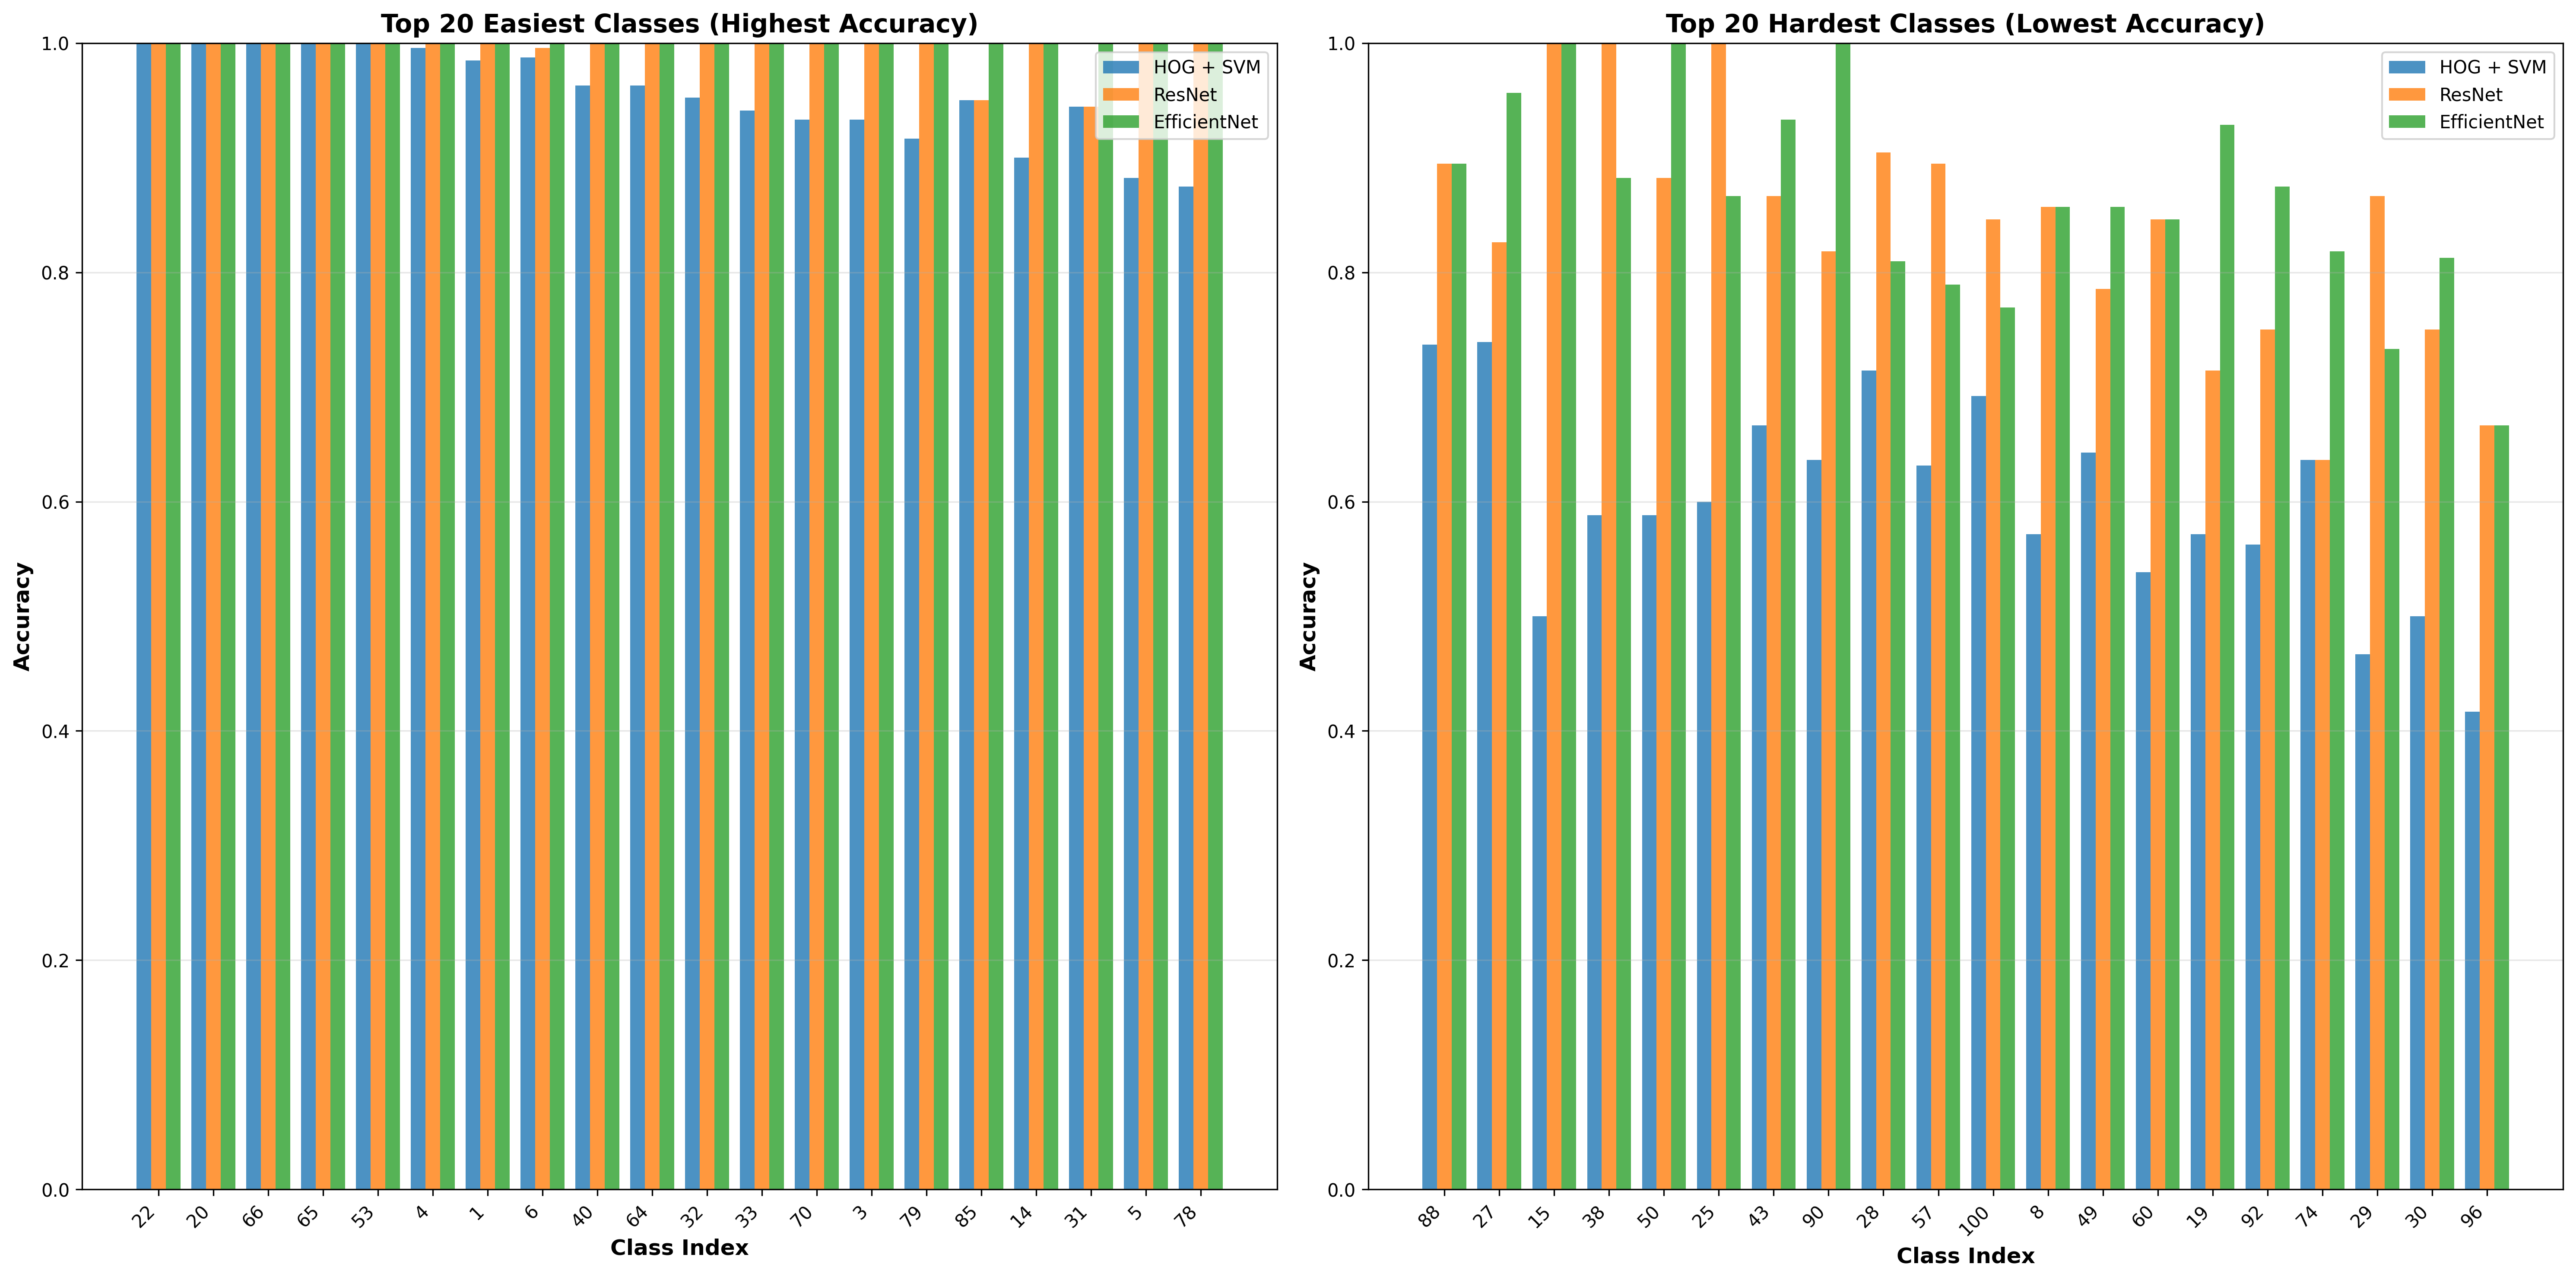 Top 20 Easiest Classes (Highest Accuracy)
Accuracy
1.0
0.8
0.6
0.4
0.2
0.0
HOG + SVM
ResNet
EfficientNet
22 20 66 65 53 4 1 6 40 64 32 33 70 3 79 85 14 31 5 78
Class Index
Top 20 Hardest Classes (Lowest Accuracy)
Accuracy
1.0
0.8
0.6
0.4
0.2
0.0
HOG + SVM
ResNet
EfficientNet
88 27 15 38 50 25 43 90 28 57 100 8 49 60 19 92 74 29 30 96
Class Index